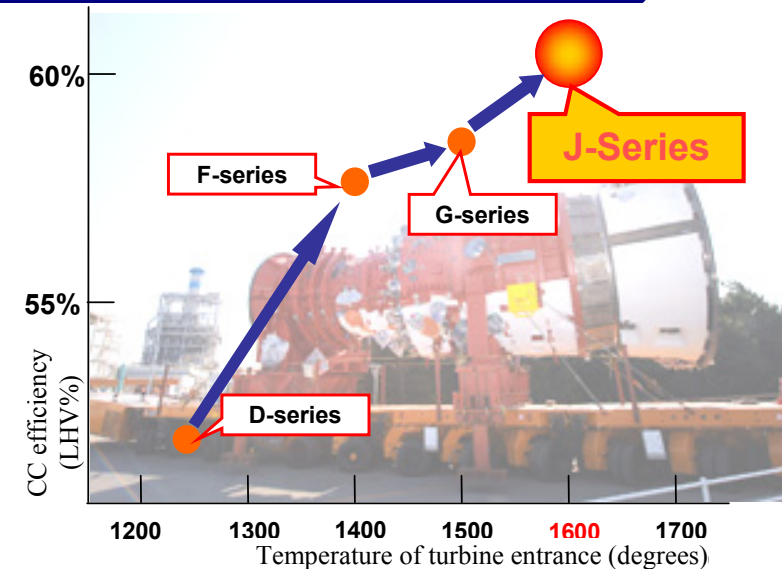 60%
J-Series
F-series
G-series
55%
D-series
CC efficiency
(LHV%)
1200 1300 1400 1500 1600 1700
Temperature of turbine entrance (degrees)